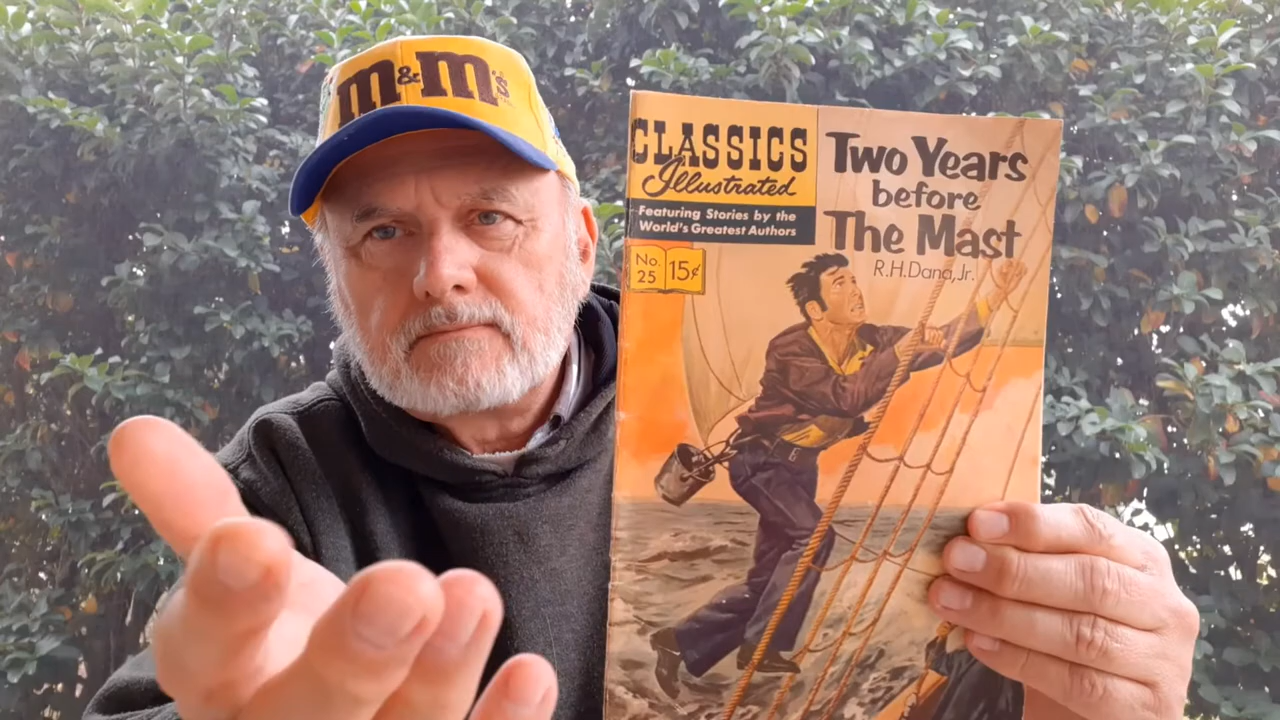 m&m's
CLASSICS
Illustrated
Featuring Stories by the
World's Greatest Authors
No.
25
15¢
Two Years
before
The Mast
R.H.Dana, Jr.